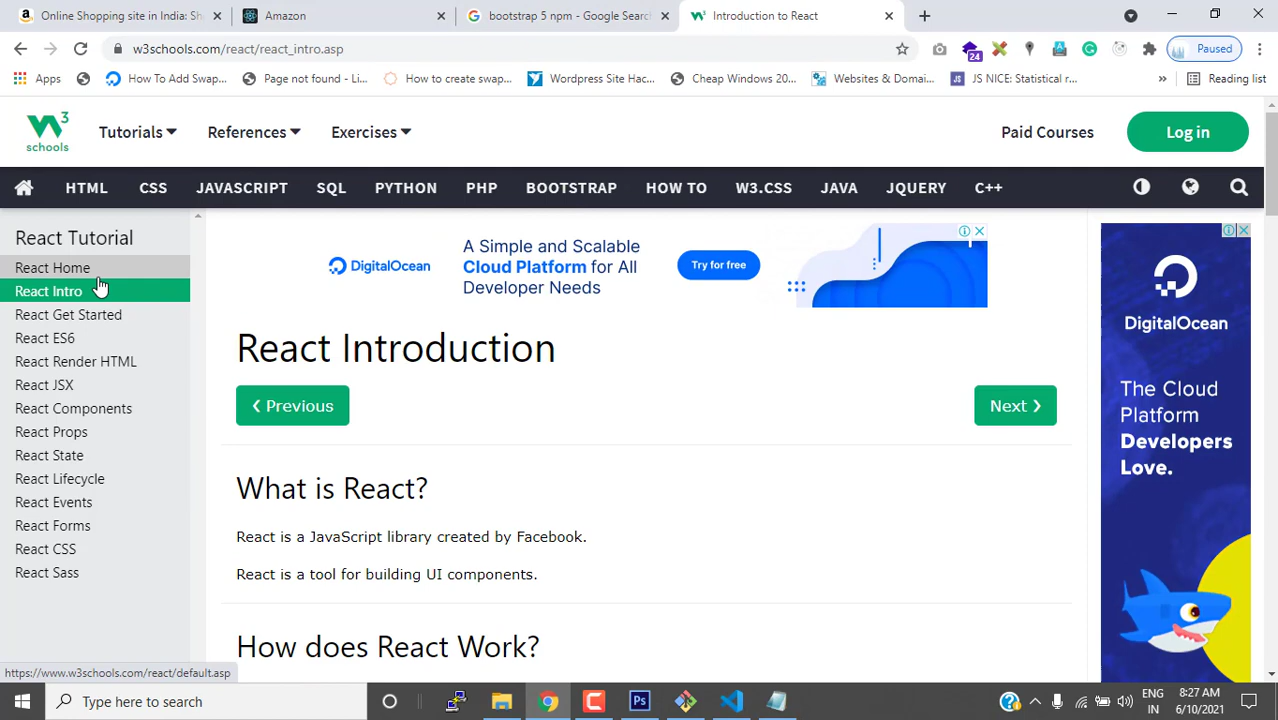 Online Shopping site in India: Sh
Amazon
bootstrap 5 npm - Google Searc
Introduction to React
w3schools.com/react/react_intro.asp
24
Paused
Apps
How To Add Swap...
Page not found - Li...
How to create swap...
Wordpress Site Hac...
Cheap Windows 20...
Websites & Domai...
JS NICE: Statistical r...
»
Reading list
W3 schools
Tutorials
References
Exercises
Paid Courses
Log in
HTML
CSS
JAVASCRIPT
SQL
PYTHON
PHP
BOOTSTRAP
HOW TO
W3.CSS
JAVA
JQUERY
C++
React Tutorial
React Home
React Intro
React Get Started
React ES6
React Render HTML
React JSX
React Components
React Props
React State
React Lifecycle
React Events
React Forms
React CSS
React Sass
DigitalOcean
A Simple and Scalable
Cloud Platform for All
Developer Needs
Try for free
React Introduction
❮ Previous
Next ❯
What is React?
React is a JavaScript library created by Facebook.
React is a tool for building UI components.
How does React Work?
DigitalOcean
The Cloud
Platform
Developers
Love.
https://www.w3schools.com/react/default.asp
Type here to search
Ps
ENG
IN
8:27 AM
6/10/2021